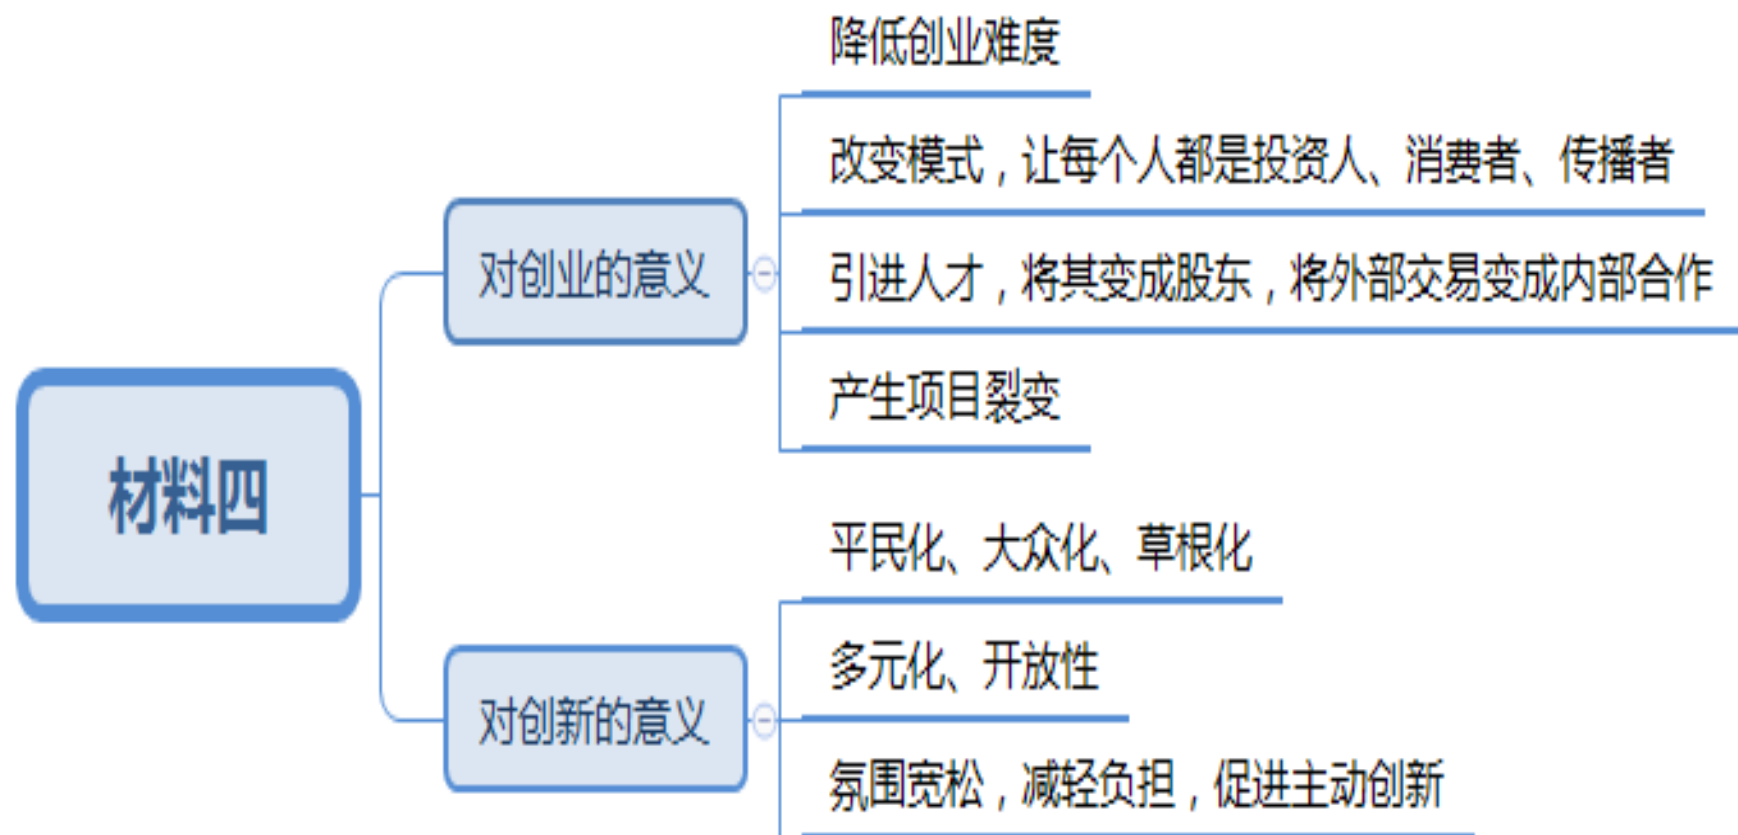 材料四
对创业的意义
降低创业难度
改变模式，让每个人都是投资人、消费者、传播者
引进人才，将其变成股东，将外部交易变成内部合作
产生项目裂变
对创新的意义
平民化、大众化、草根化
多元化、开放性
氛围宽松，减轻负担，促进主动创新